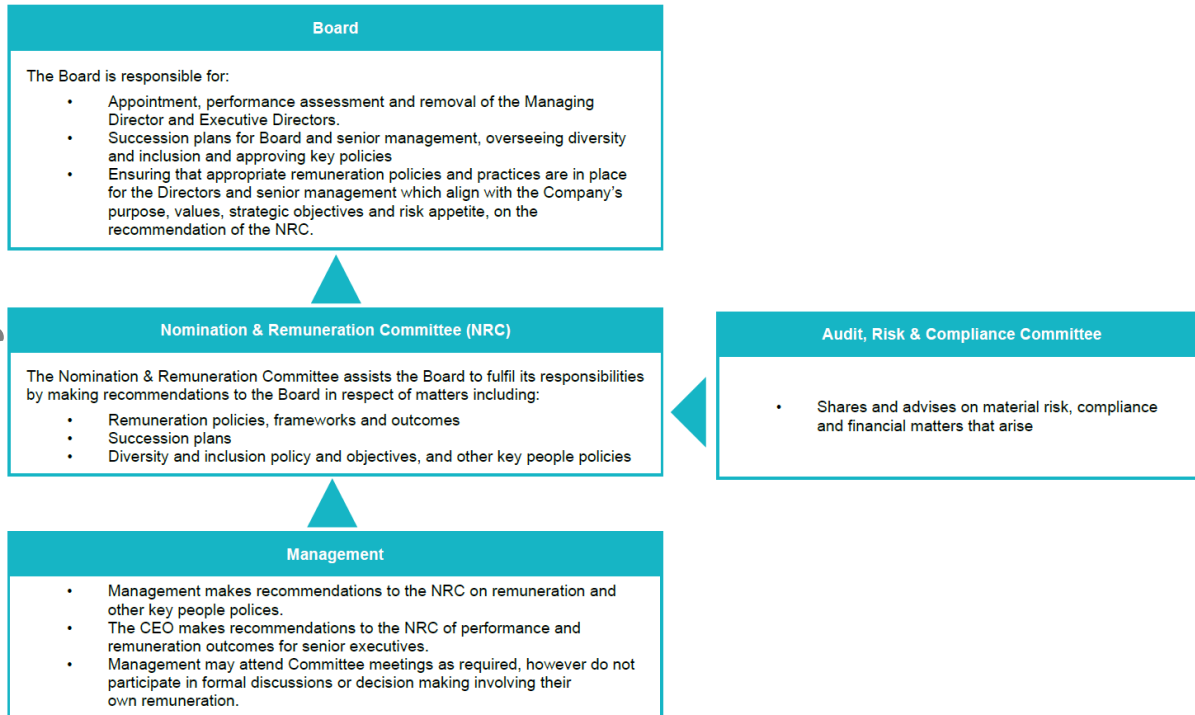 Board
The Board is responsible for:
• Appointment, performance assessment and removal of the Managing
Director and Executive Directors.
• Succession plans for Board and senior management, overseeing diversity
and inclusion and approving key policies
• Ensuring that appropriate remuneration policies and practices are in place
for the Directors and senior management which align with the Company's
purpose, values, strategic objectives and risk appetite, on the
recommendation of the NRC.
Nomination & Remuneration Committee (NRC)
The Nomination & Remuneration Committee assists the Board to fulfil its responsibilities
by making recommendations to the Board in respect of matters including:
• Remuneration policies, frameworks and outcomes
• Succession plans
• Diversity and inclusion policy and objectives, and other key people policies
Audit, Risk & Compliance Committee
• Shares and advises on material risk, compliance
and financial matters that arise
Management
• Management makes recommendations to the NRC on remuneration and
other key people polices.
• The CEO makes recommendations to the NRC of performance and
remuneration outcomes for senior executives.
• Management may attend Committee meetings as required, however do not
participate in formal discussions or decision making involving their
own remuneration.